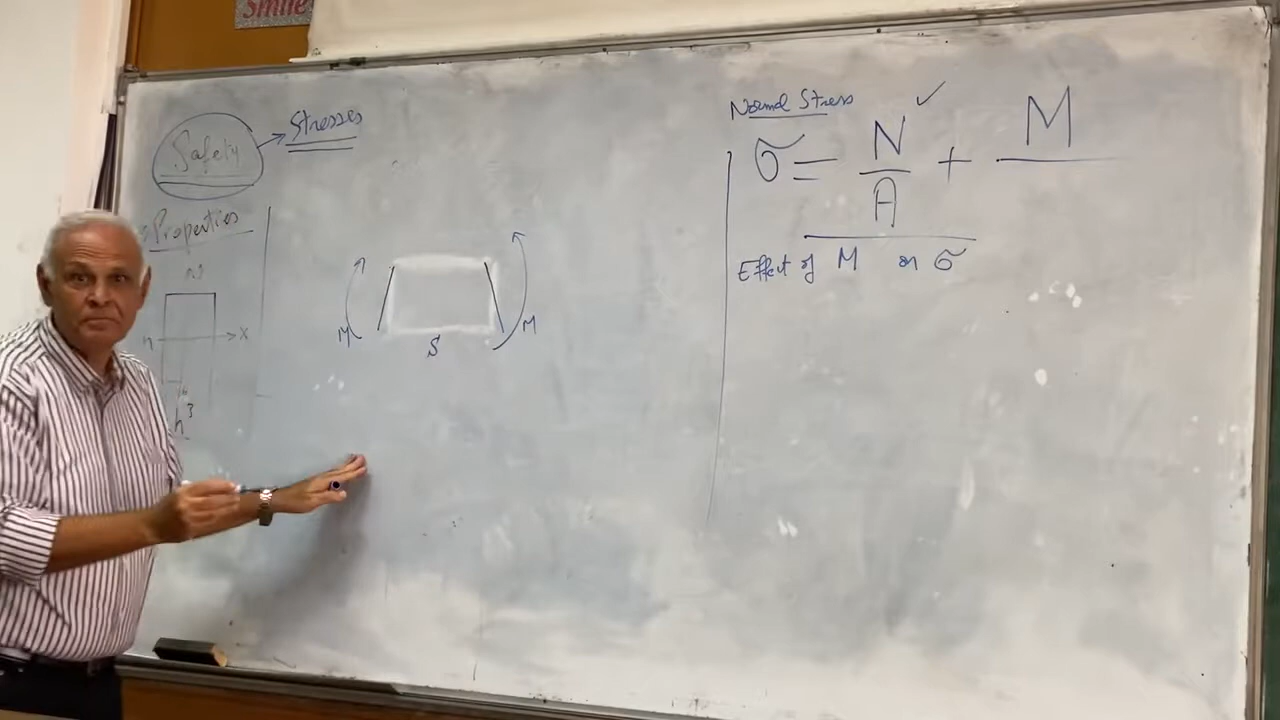 Smile
Safety → Stresses
Properties
x
h³
M
S
M
Normal Stress ✓
σ = N/A + M
Effect of M on σ